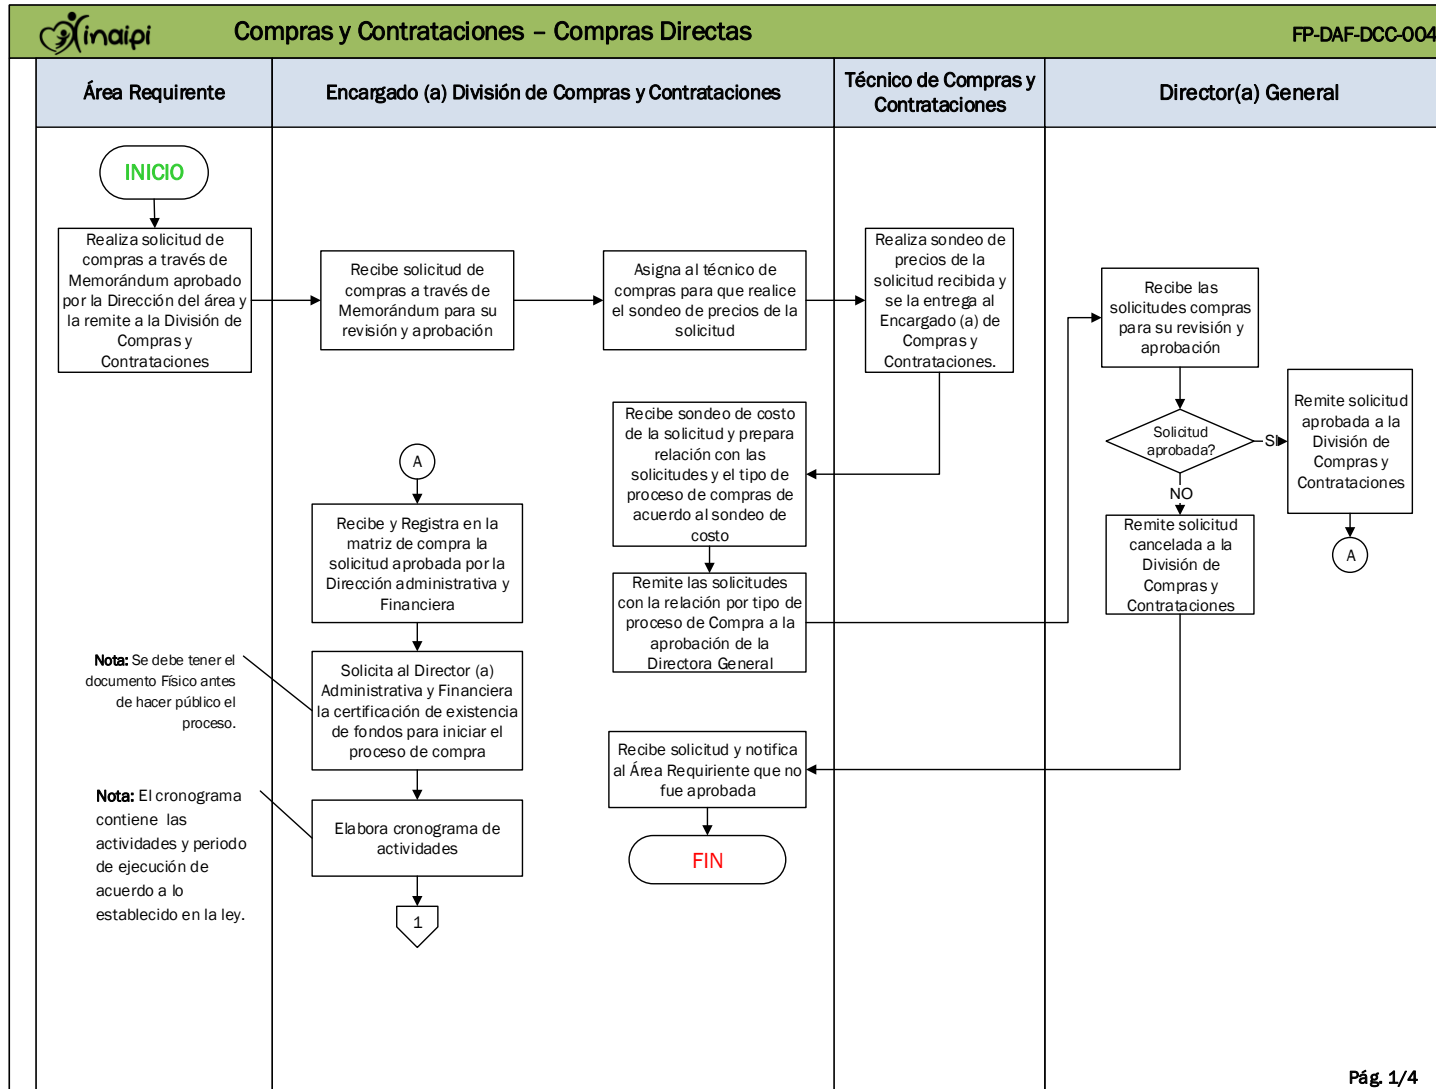 inaipi
Compras y Contrataciones – Compras Directas
FP-DAF-DCC-004
Área Requirente
Encargado (a) División de Compras y Contrataciones
Técnico de Compras y
Contrataciones
Director(a) General
INICIO
Realiza solicitud de
compras a través de
Memorándum aprobado
por la Dirección del área y
la remite a la División de
Compras y
Contrataciones
Recibe solicitud de
compras a través de
Memorándum para su
revisión y aprobación
Asigna al técnico de
compras para que realice
el sondeo de precios de la
solicitud
Realiza sondeo de
precios de la
solicitud recibida y
se la entrega al
Encargado (a) de
Compras y
Contrataciones.
Recibe sondeo de costo
de la solicitud y prepara
relación con las
solicitudes y el tipo de
proceso de compras de
acuerdo al sondeo de
costo
Remite las solicitudes
con la relación por tipo de
proceso de Compra a la
aprobación de la
Directora General
Recibe las
solicitudes compras
para su revisión y
aprobación
Solicitud
aprobada?
SI
NO
Remite solicitud
aprobada a la
División de
Compras y
Contrataciones
A
Remite solicitud
cancelada a la
División de
Compras y
Contrataciones
Recibe solicitud y notifica
al Área Requiriente que no
fue aprobada
FIN
A
Recibe y Registra en la
matriz de compra la
solicitud aprobada por la
Dirección administrativa y
Financiera
Solicita al Director (a)
Administrativa y Financiera
la certificación de existencia
de fondos para iniciar el
proceso de compra
Nota: Se debe tener el
documento Físico antes
de hacer público el
proceso.
Elabora cronograma de
actividades
Nota: El cronograma
contiene las
actividades y periodo
de ejecución de
acuerdo a lo
establecido en la ley.
1
Pág. 1/4